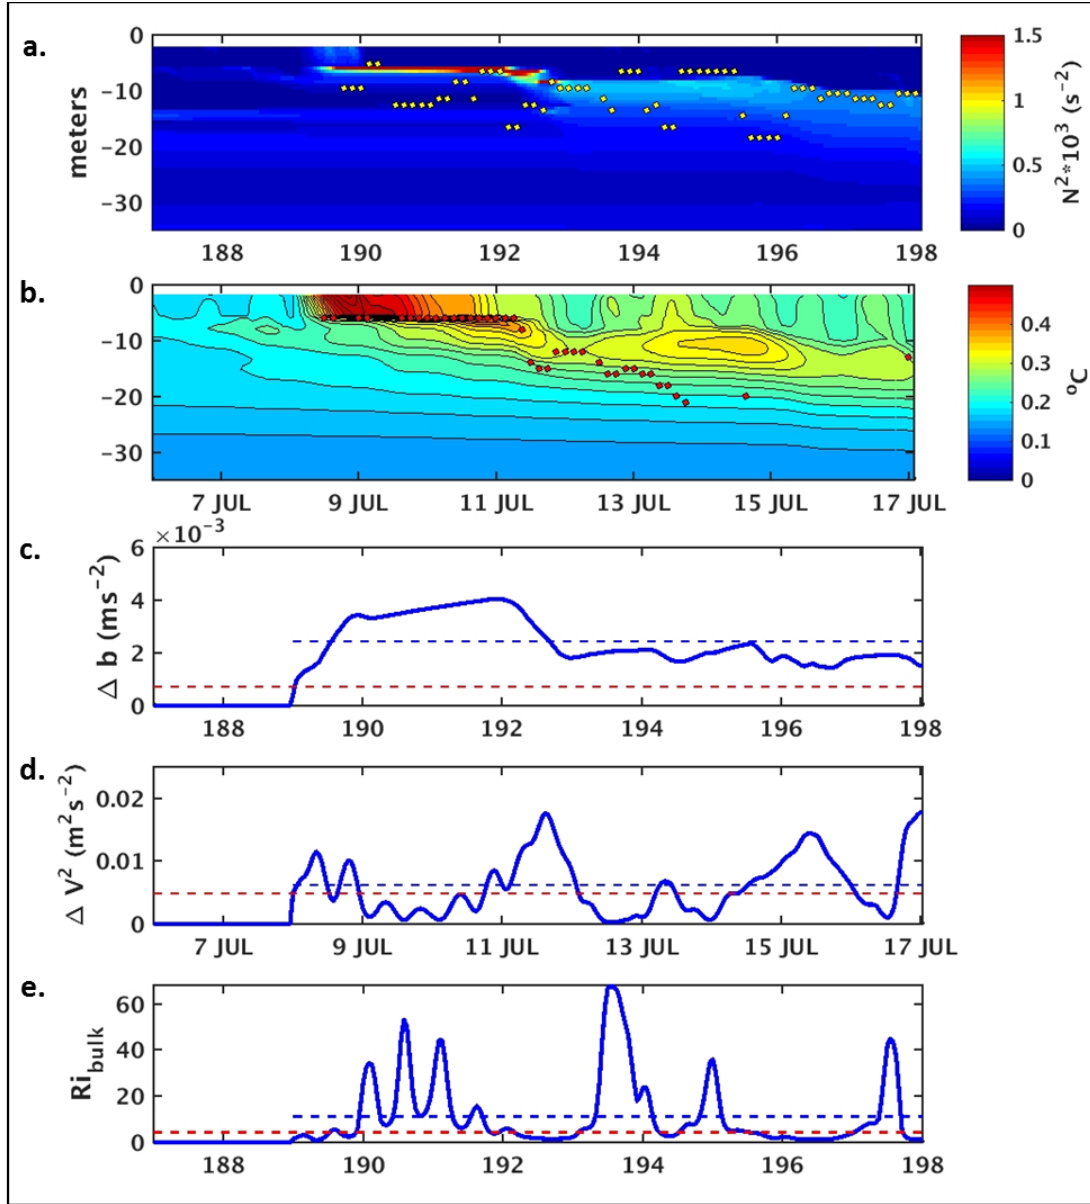 a.
0
-10
-20
-30
meters
188 190 192 194 196 198
1.5
1
0.5
0
N²*10³ (s⁻²)
b.
0
-10
-20
-30
7 JUL 9 JUL 11 JUL 13 JUL 15 JUL 17 JUL
0.4
0.3
0.2
0.1
0
ºC
c.
×10⁻³
6
4
2
0
Δ b (ms⁻²)
188 190 192 194 196 198
d.
0.02
0.01
0
Δ V² (m² s⁻²)
7 JUL 9 JUL 11 JUL 13 JUL 15 JUL 17 JUL
e.
60
40
20
0
Ri_bulk
188 190 192 194 196 198